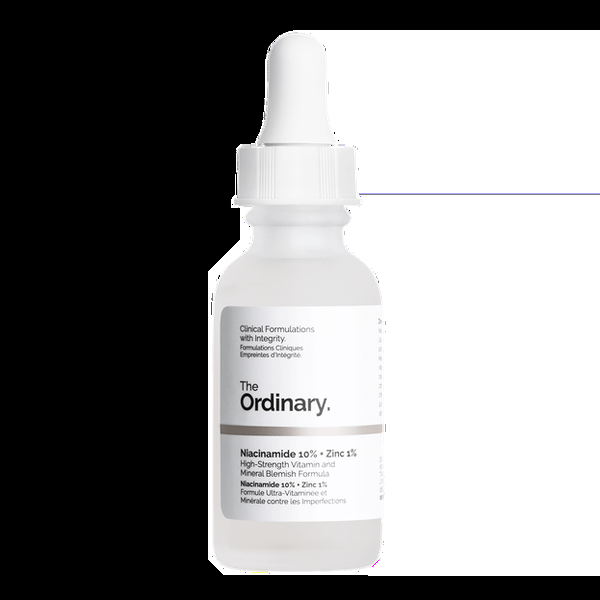 Clinical Formulations
with Integrity.
Formulations Cliniques
Empreintes d'Intégrité.
The
Ordinary.
Niacinamide 10% + Zinc 1%
High-Strength Vitamin and
Mineral Blemish Formula
Niacinamide 10% + Zinc 1%
Formule Ultra-Vitaminée et
Minérale contre les Imperfections